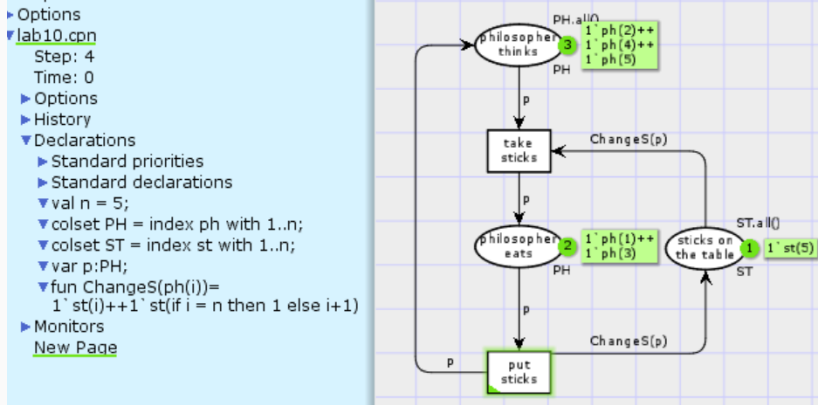 Options
lab10.cpn
Step: 4
Time: 0
Options
History
Declarations
Standard priorities
Standard declarations
val n = 5;
colset PH = index ph with 1..n;
colset ST = index st with 1..n;
var p:PH;
fun ChangeS(ph(i))=
1`st(i)++1`st(if i = n then 1 else i+1)
Monitors
New Page
PH.all()
philosopher
thinks
3
1`ph(2)++
1`ph(4)++
1`ph(5)
PH
p
take
sticks
ChangeS(p)
p
philosopher
eats
2
1`ph(1)++
1`ph(3)
PH
ST.all()
sticks on
the table
1
1`st(5)
ST
p
ChangeS(p)
p
put
sticks